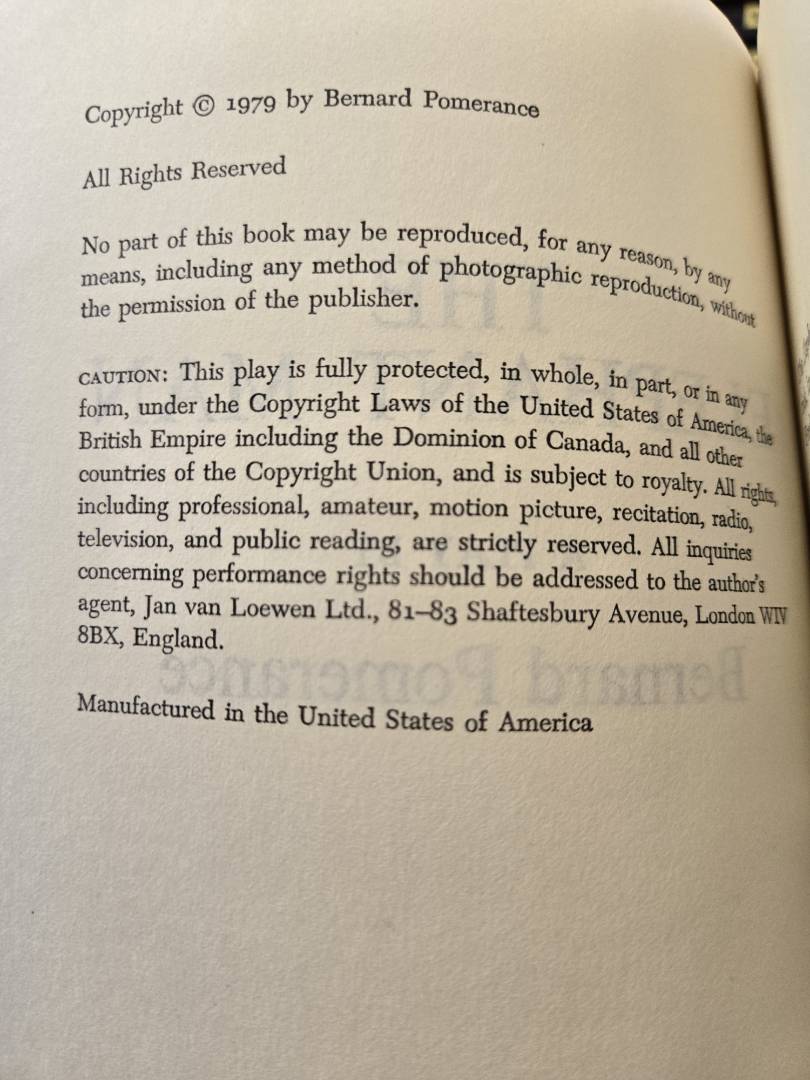 Copyright © 1979 by Bernard Pomerance
All Rights Reserved
No part of this book may be reproduced, for any reason, by any
means, including any method of photographic reproduction, without
the permission of the publisher.
CAUTION: This play is fully protected, in whole, in part, or in any
form, under the Copyright Laws of the United States of America, the
British Empire including the Dominion of Canada, and all other
countries of the Copyright Union, and is subject to royalty. All rights,
including professional, amateur, motion picture, recitation, radio,
television, and public reading, are strictly reserved. All inquiries
concerning performance rights should be addressed to the author's
agent, Jan van Loewen Ltd., 81–83 Shaftesbury Avenue, London W1V
8BX, England.
Manufactured in the United States of America